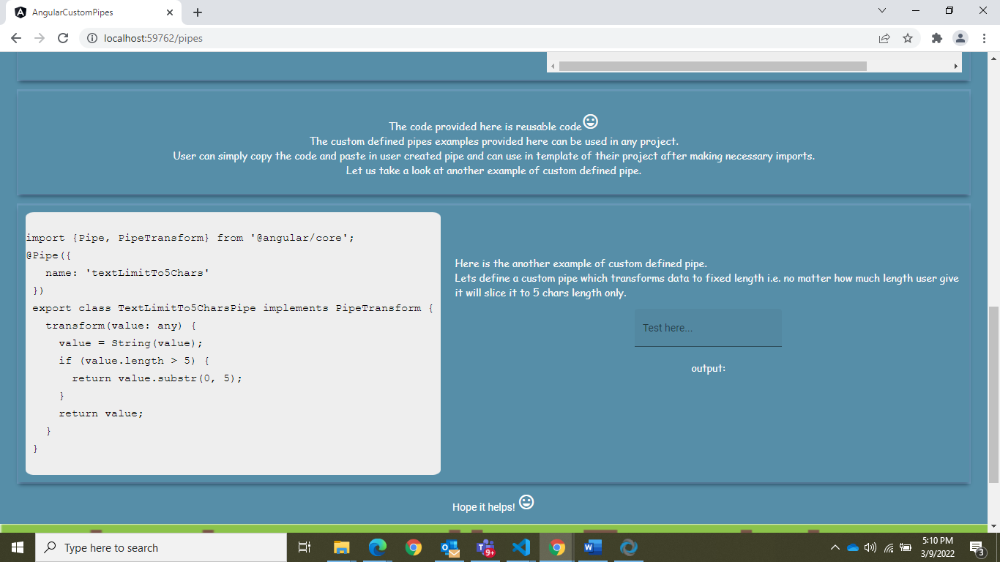 AngularCustomPipes
localhost:59762/pipes
The code provided here is reusable code
The custom defined pipes examples provided here can be used in any project.
User can simply copy the code and paste in user created pipe and can use in template of their project after making necessary imports.
Let us take a look at another example of custom defined pipe.
import {Pipe, PipeTransform} from '@angular/core';
@Pipe({
name: 'textLimitTo5Chars'
})
export class TextLimitTo5CharsPipe implements PipeTransform {
transform(value: any) {
value = String(value);
if (value.length > 5) {
return value.substr(0, 5);
}
return value;
}
}
Here is the another example of custom defined pipe.
Lets define a custom pipe which transforms data to fixed length i.e. no matter how much length user give
it will slice it to 5 chars length only.
Test here...
output:
Hope it helps!
Type here to search
9+
5:10 PM
3/9/2022
3